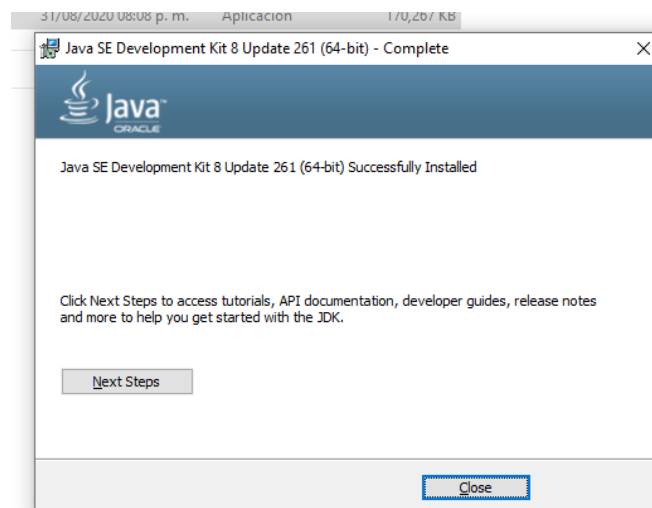 31/08/2020 08:08 p. m. Aplicación 170,267 KB
Java SE Development Kit 8 Update 261 (64-bit) - Complete
Java
ORACLE
Java SE Development Kit 8 Update 261 (64-bit) Successfully Installed
Click Next Steps to access tutorials, API documentation, developer guides, release notes
and more to help you get started with the JDK.
Next Steps
Close